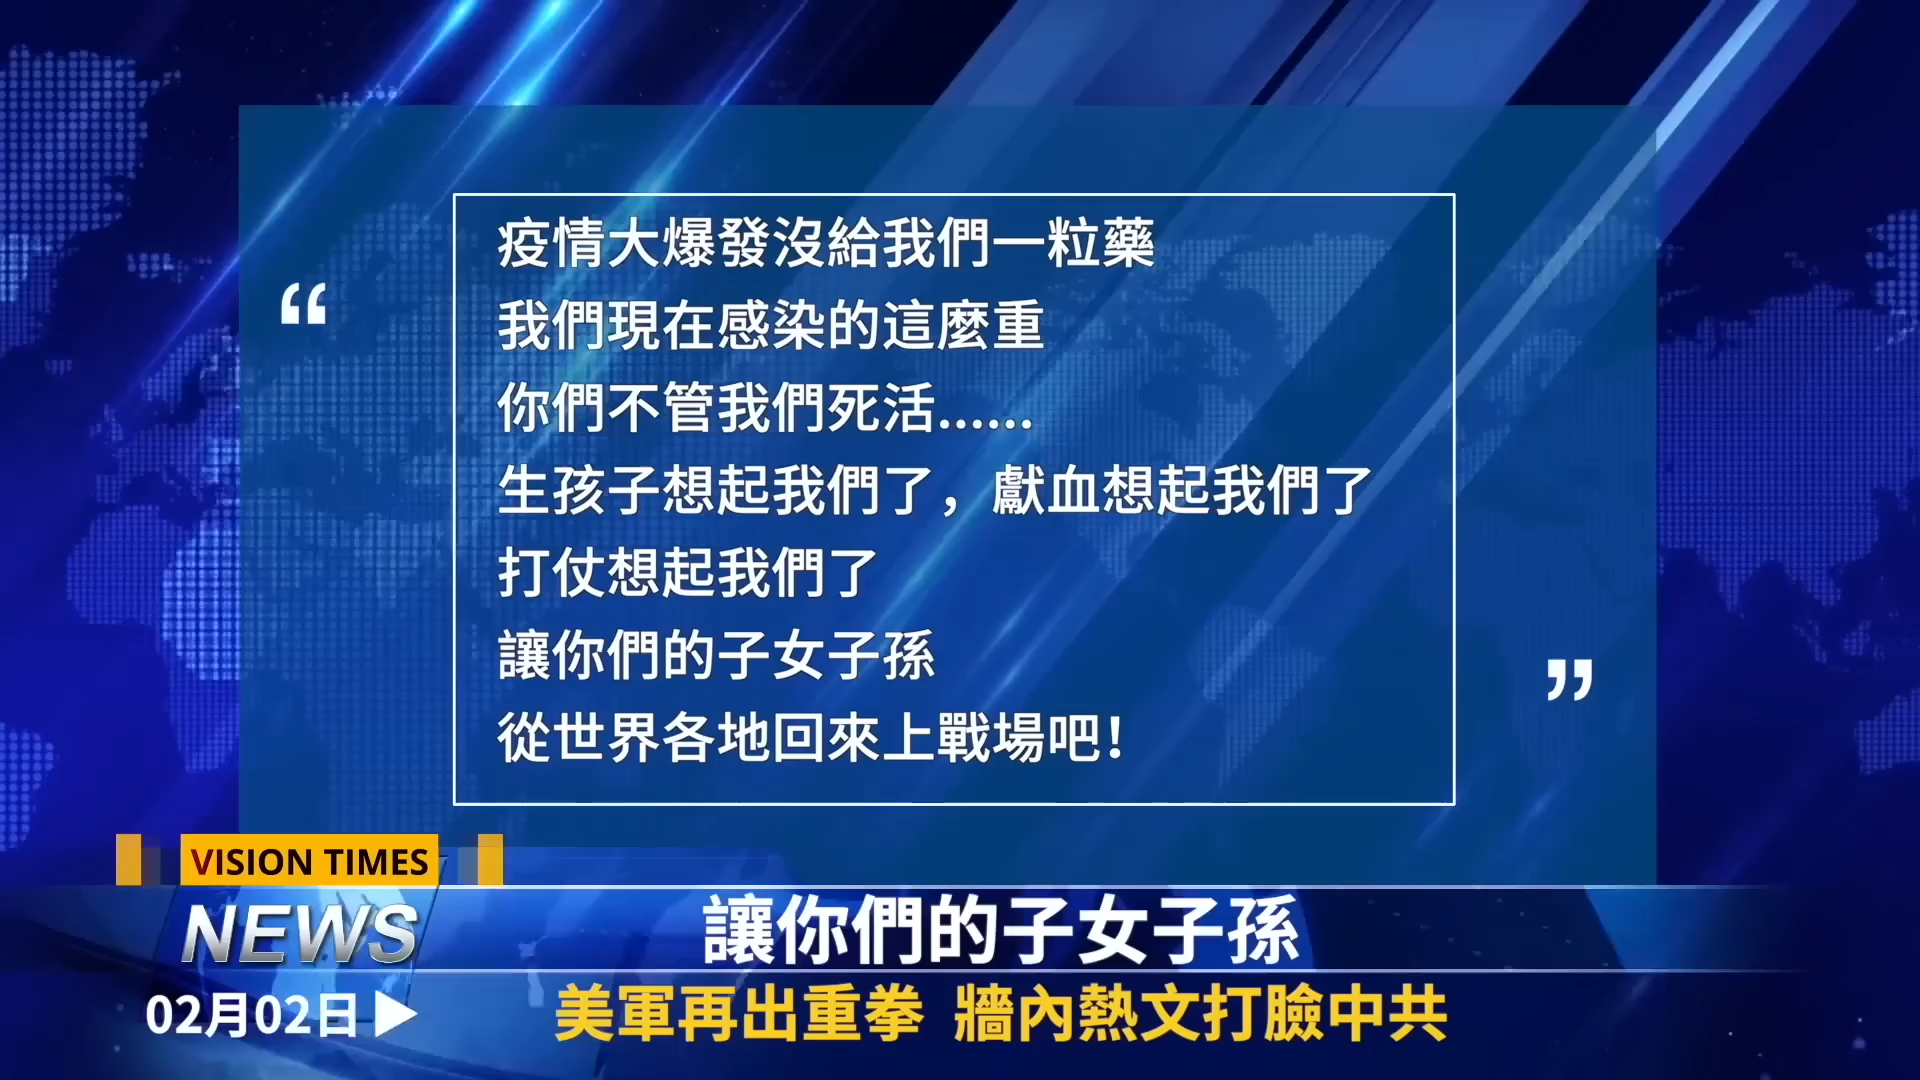 疫情大爆發沒給我們一粒藥
我們現在感染的這麼重
“
你們不管我們死活......
生孩子想起我們了，獻血想起我們了
打仗想起我們了
讓你們的子女子孫
”
從世界各地回來上戰場吧！
VISION TIMES
NEWS
讓你們的子女子孫
02月02日
美軍再出重拳 牆內熱文打臉中共